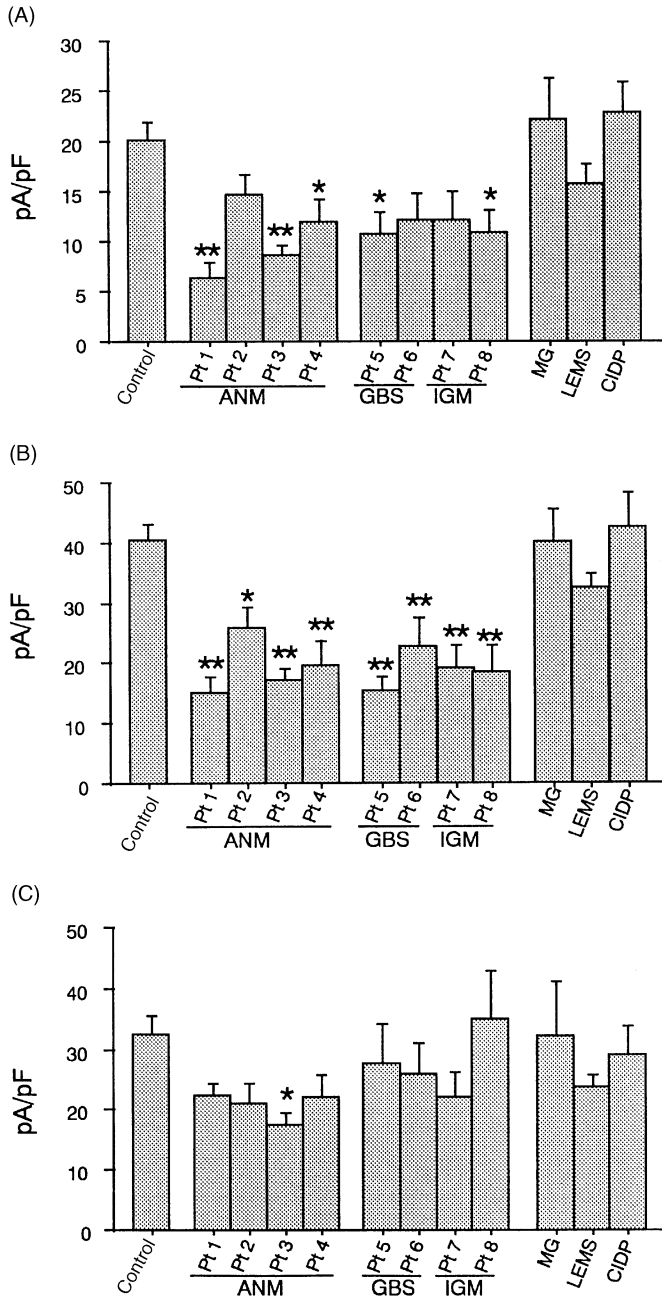 (A)
30
25
20
15
10
5
0
pA/pF
** ** * * *
Control Pt 1 Pt 2 Pt 3 Pt 4 Pt 5 Pt 6 Pt 7 Pt 8 MG LEMS CIDP
ANM GBS IGM
(B)
50
40
30
20
10
0
pA/pF
** * ** ** ** ** ** **
Control Pt 1 Pt 2 Pt 3 Pt 4 Pt 5 Pt 6 Pt 7 Pt 8 MG LEMS CIDP
ANM GBS IGM
(C)
50
40
30
20
10
0
pA/pF
*
Control Pt 1 Pt 2 Pt 3 Pt 4 Pt 5 Pt 6 Pt 7 Pt 8 MG LEMS CIDP
ANM GBS IGM